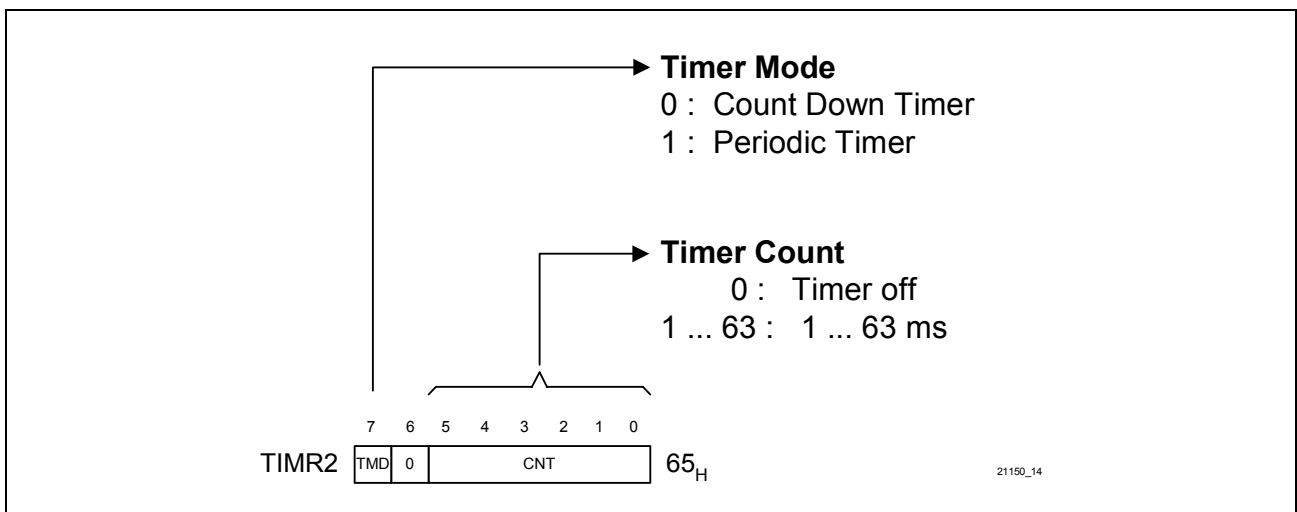 Timer Mode
0 : Count Down Timer
1 : Periodic Timer
Timer Count
0 : Timer off
1 ... 63 : 1 ... 63 ms
7 6 5 4 3 2 1 0
TIMR2 TMD 0 CNT 65H
21150_14